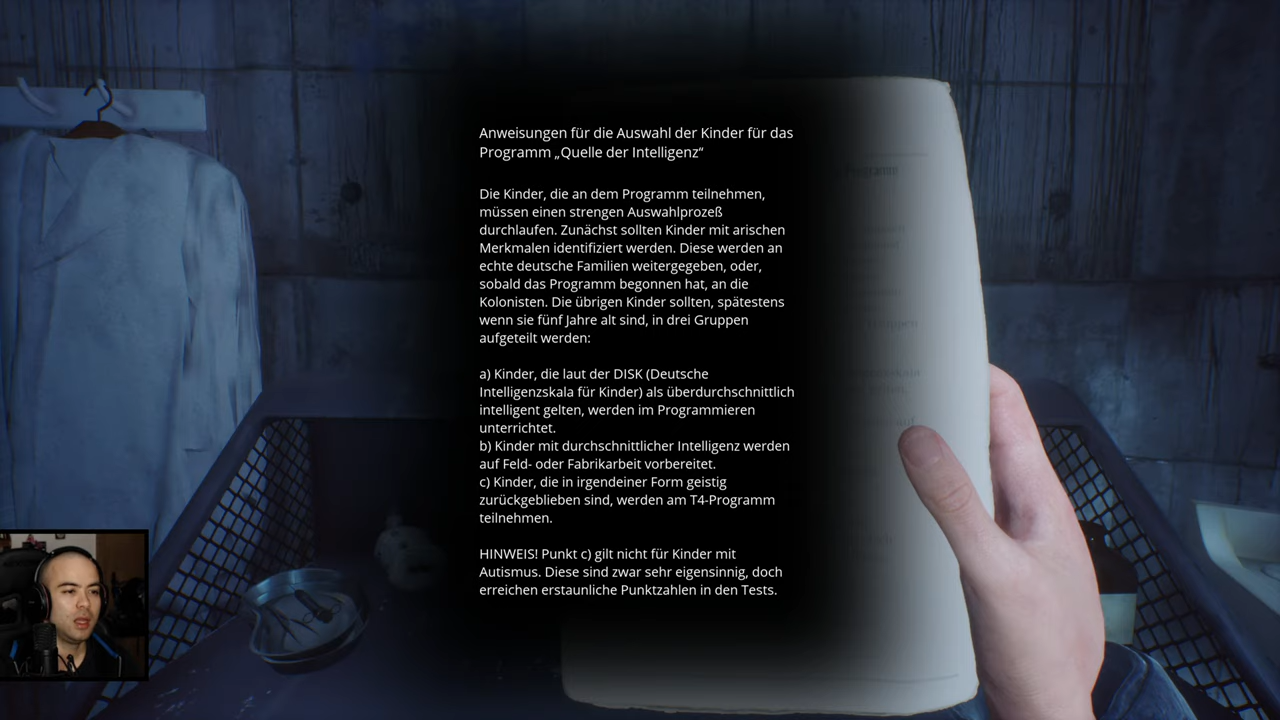 Anweisungen für die Auswahl der Kinder für das
Programm „Quelle der Intelligenz“
Die Kinder, die an dem Programm teilnehmen,
müssen einen strengen Auswahlprozeß
durchlaufen. Zunächst sollten Kinder mit arischen
Merkmalen identifiziert werden. Diese werden an
echte deutsche Familien weitergegeben, oder,
sobald das Programm begonnen hat, an die
Kolonisten. Die übrigen Kinder sollten, spätestens
wenn sie fünf Jahre alt sind, in drei Gruppen
aufgeteilt werden:
a) Kinder, die laut der DISK (Deutsche
Intelligenzskala für Kinder) als überdurchschnittlich
intelligent gelten, werden im Programmieren
unterrichtet.
b) Kinder mit durchschnittlicher Intelligenz werden
auf Feld- oder Fabrikarbeit vorbereitet.
c) Kinder, die in irgendeiner Form geistig
zurückgeblieben sind, werden am T4-Programm
teilnehmen.
HINWEIS! Punkt c) gilt nicht für Kinder mit
Autismus. Diese sind zwar sehr eigensinnig, doch
erreichen erstaunliche Punktzahlen in den Tests.